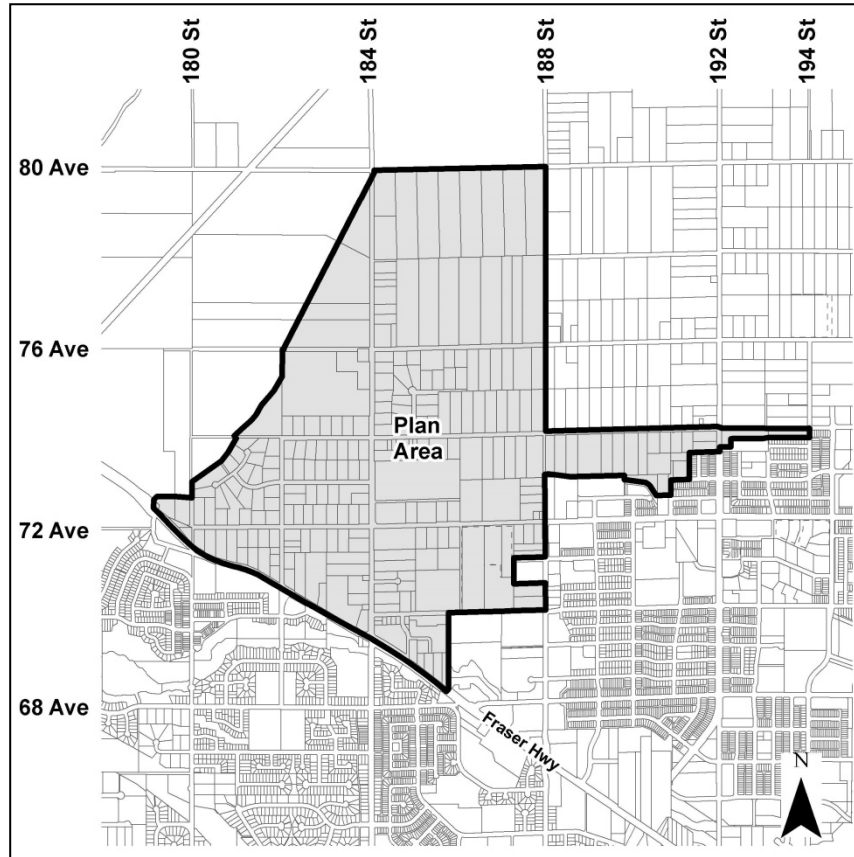 180 St
184 St
188 St
192 St
194 St
80 Ave
76 Ave
Plan
Area
72 Ave
68 Ave
Fraser Hwy
N